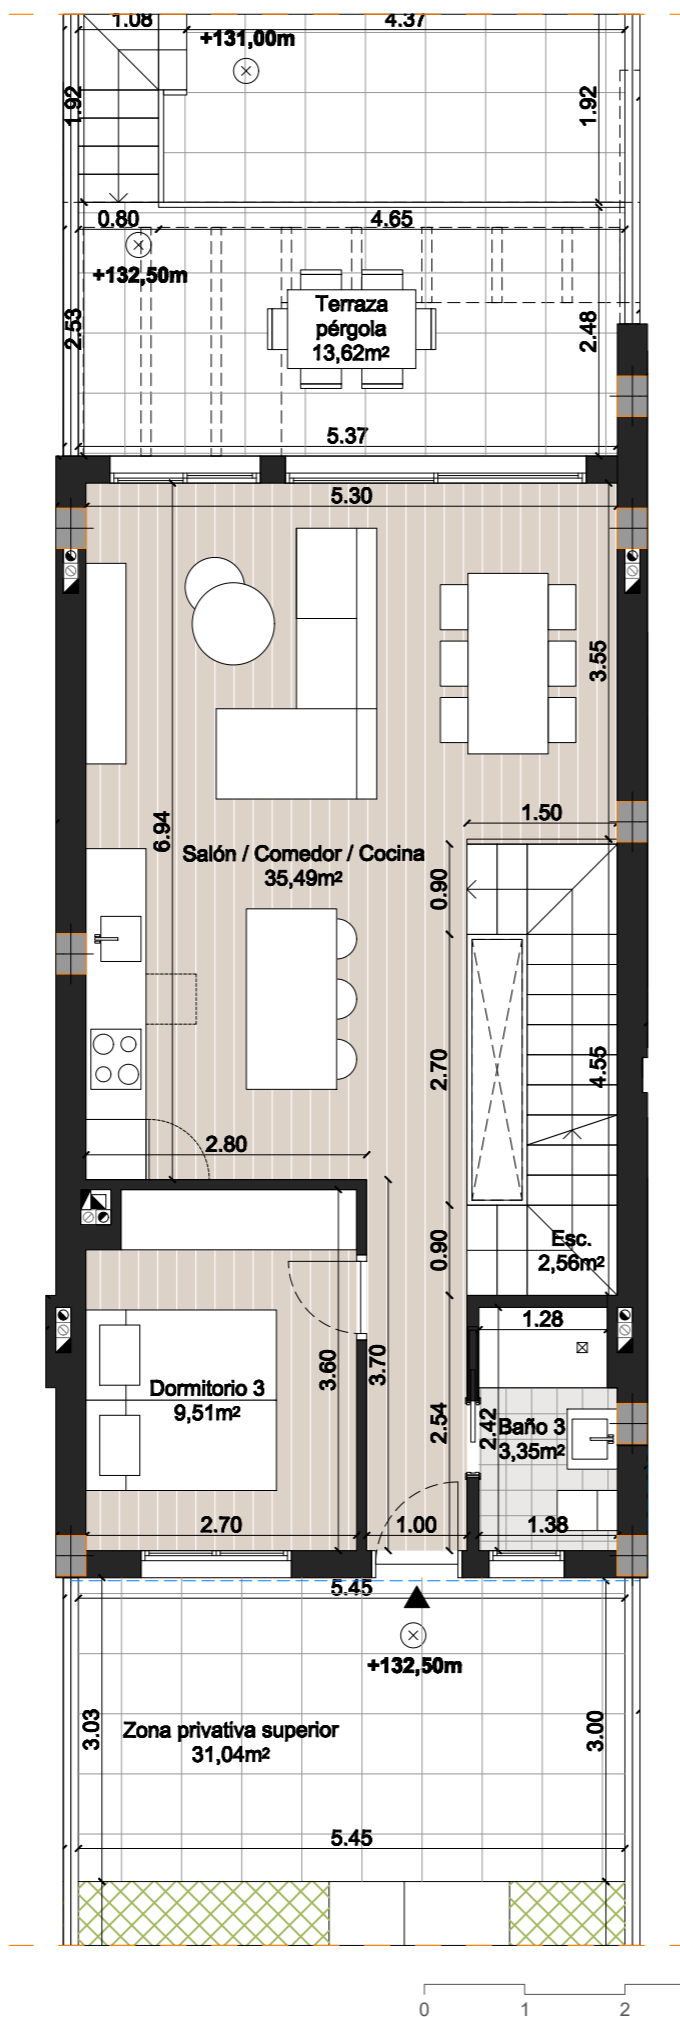 1.08
4.37
+131,00m
1.92
1.92
0.80
4.65
+132,50m
Terraza
pérgola
13,62m²
2.53
2.48
5.37
5.30
3.55
6.94
1.50
Salón / Comedor / Cocina
35,49m²
0.90
2.70
4.55
2.80
0.90
Esc.
2,56m²
1.28
3.60
3.70
Dormitorio 3
9,51m²
2.54
2.42
Baño 3
3,35m²
2.70
1.00
1.38
5.45
+132,50m
3.03
Zona privativa superior
31,04m²
3.00
5.45
0
1
2